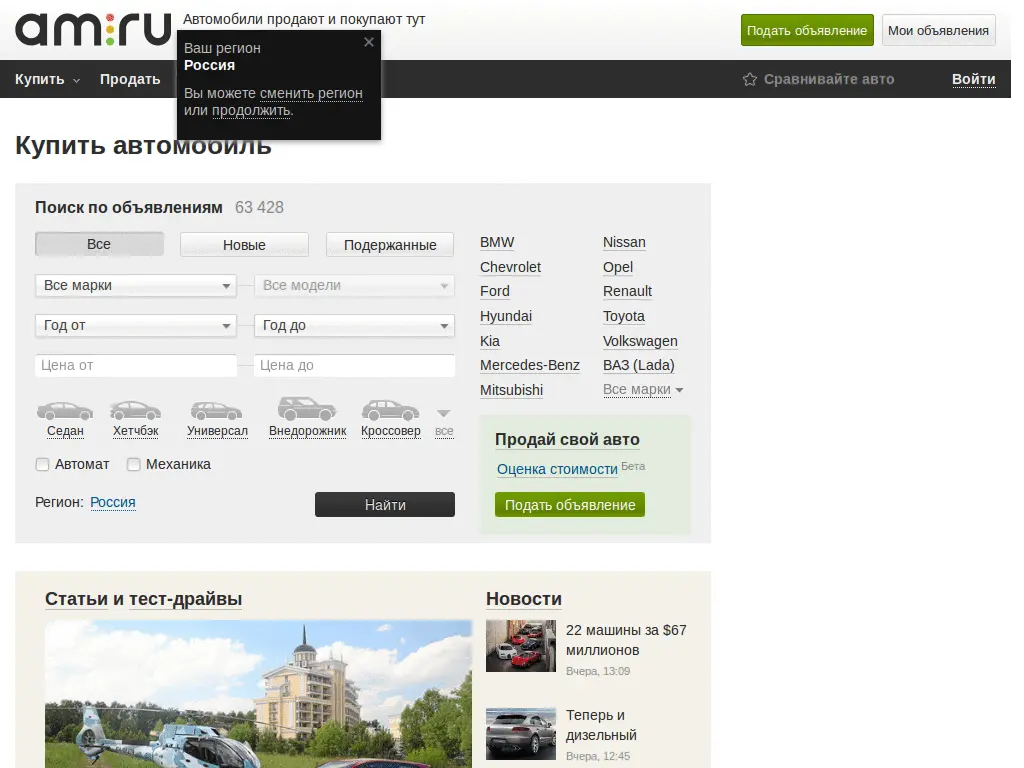 am.ru
Автомобили продают и покупают тут
Подать объявление
Мои объявления
Ваш регион
Россия
Вы можете сменить регион
или продолжить.
Купить
Продать
Сравнивайте авто
Войти
Купить автомобиль
Поиск по объявлениям 63 428
Все
Новые
Подержанные
Все марки
Все модели
Год от
Год до
Цена от
Цена до
Седан
Хетчбэк
Универсал
Внедорожник
Кроссовер
все
Автомат
Механика
Регион: Россия
Найти
BMW
Chevrolet
Ford
Hyundai
Kia
Mercedes-Benz
Mitsubishi
Nissan
Opel
Renault
Toyota
Volkswagen
ВАЗ (Lada)
Все марки
Продай свой авто
Оценка стоимости Бета
Подать объявление
Статьи и тест-драйвы
Новости
22 машины за $67
миллионов
Вчера, 13:09
Теперь и
дизельный
Вчера, 12:45